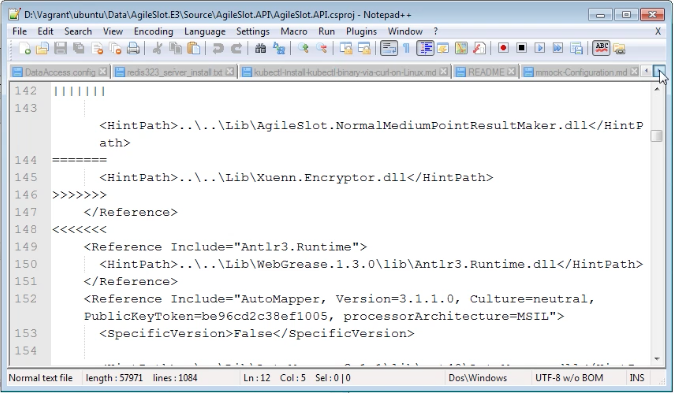 D:\Vagrant\ubuntu\Data\AgileSlot.E3\Source\AgileSlot.API\AgileSlot.API.csproj - Notepad++
File Edit Search View Encoding Language Settings Macro Run Plugins Window ? X
DataAccess.config redis323_server_install.txt kubectl-install-kubectl-binary-via-curl-on-Linux.md README mmock-Configuration.md
142 |||||||
143
<HintPath>..\..\Lib\AgileSlot.NormalMediumPointResultMaker.dll</HintP
ath>
144 =======
145 <HintPath>..\..\Lib\Xuenn.Encryptor.dll</HintPath>
146 >>>>>>>
147 </Reference>
148 <<<<<<<
149 <Reference Include="Antlr3.Runtime">
150 <HintPath>..\..\Lib\WebGrease.1.3.0\lib\Antlr3.Runtime.dll</HintPath>
151 </Reference>
152 <Reference Include="AutoMapper, Version=3.1.1.0, Culture=neutral,
PublicKeyToken=be96cd2c38ef1005, processorArchitecture=MSIL">
153 <SpecificVersion>False</SpecificVersion>
154
Normal text file length : 57971 lines : 1084 Ln : 12 Col : 5 Sel : 0 | 0 Dos\Windows UTF-8 w/o BOM INS